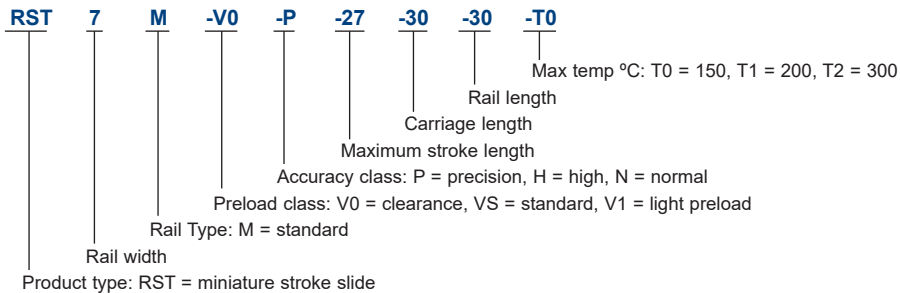 RST 7 M -V0 -P -27 -30 -30 -T0
Max temp ºC: T0 = 150, T1 = 200, T2 = 300
Rail length
Carriage length
Maximum stroke length
Accuracy class: P = precision, H = high, N = normal
Preload class: V0 = clearance, VS = standard, V1 = light preload
Rail Type: M = standard
Rail width
Product type: RST = miniature stroke slide